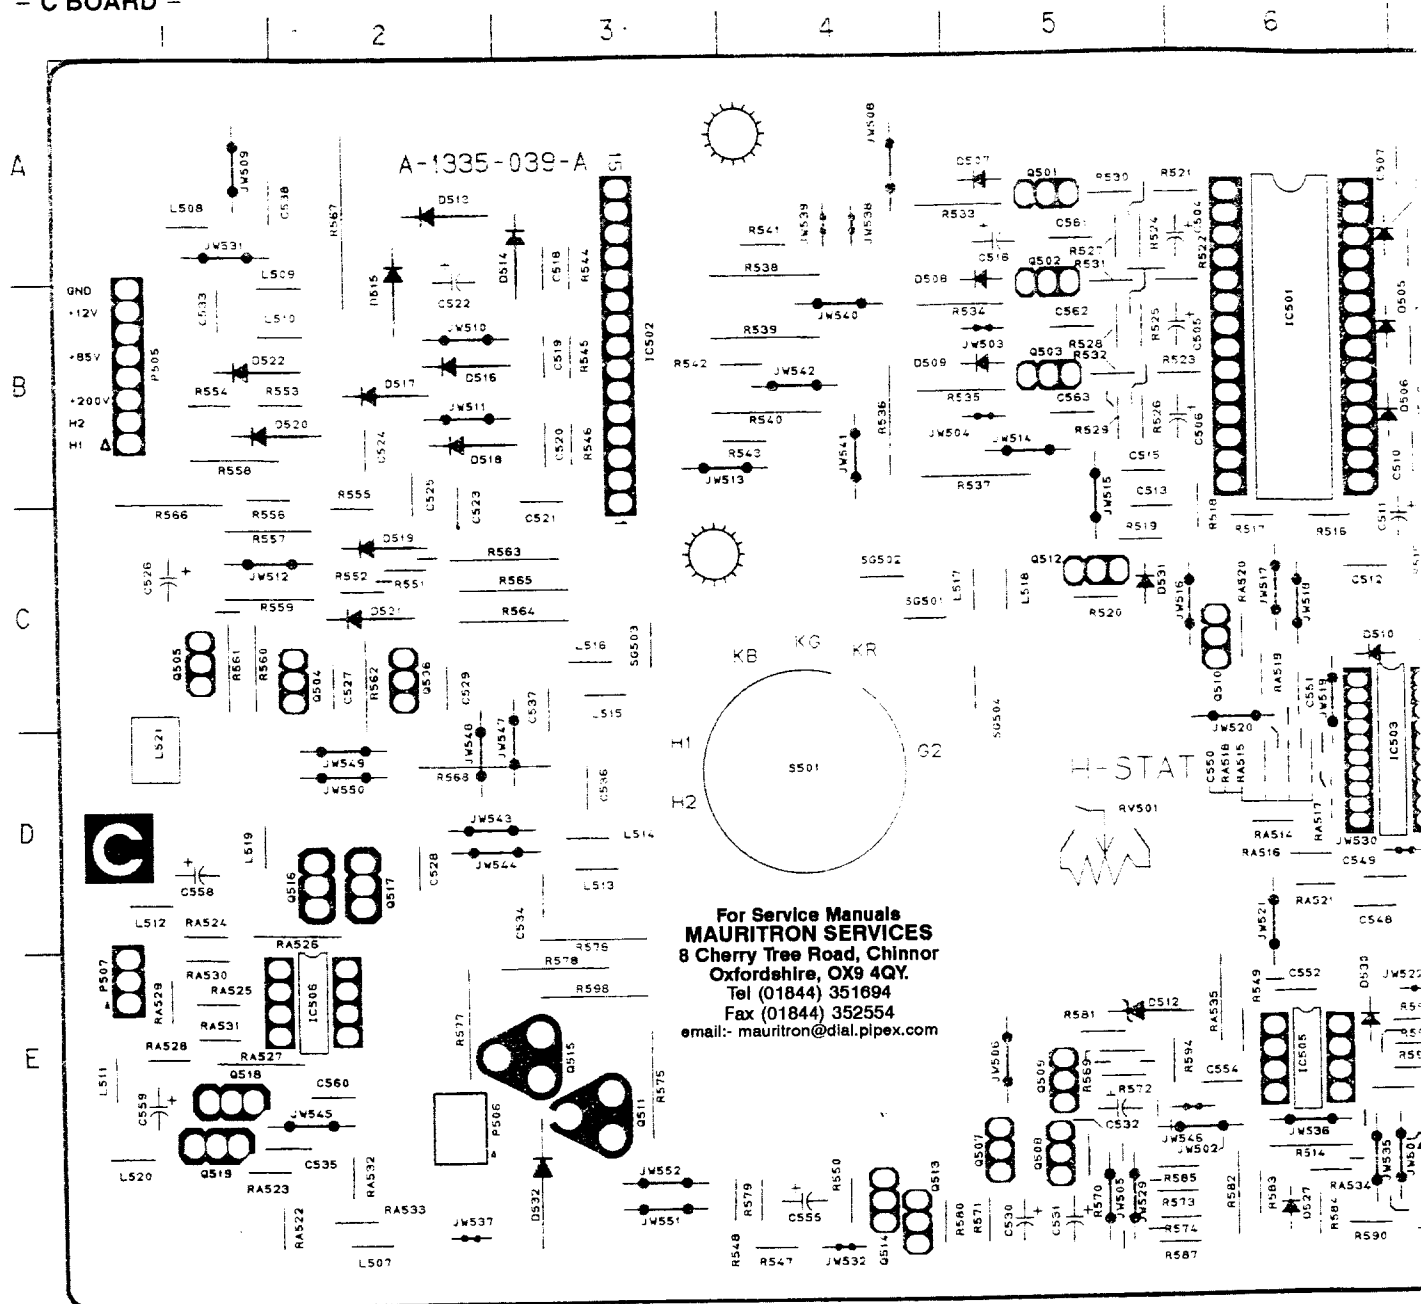 – C BOARD –
2 3 4 5 6
A
A-1335-039-A
15
JW508
JW509
L508
C538
R567
D513
JW539
JW538
D507
Q501
R530
R521
C507
R533
R541
C561
R524
C504
JW531
D514
C518
R544
C516
R527
R522
L509
R538
Q502
R531
D515
C522
D508
GND
+12V
C533
JW540
R534
C562
R525
IC501
D505
L510
JW510
IC502
R539
JW503
R528
C505
+85V
P505
D522
C519
R545
R542
D509
Q503
R532
R523
B
D516
JW542
R554
R553
D517
R535
D506
+200V
JW511
R540
R536
C563
R526
H2
D520
C524
C520
R546
JW504
R529
C506
H1
D518
R543
JW541
JW514
R558
JW513
C515
C510
R555
C525
C523
R537
JW515
C513
R566
R556
C521
1
R518
C511
R557
D519
R519
R517
R516
R563
SG502
Q512
C526
JW512
R552
R551
R565
L517
L518
D531
JW516
RA520
JW517
JW518
C512
R559
R564
SG501
R520
C
D521
KB KG KR
L516
SG503
D510
Q505
R561
R560
Q504
C527
R562
C529
C537
Q510
RA519
C551
JW519
SG504
JW520
L521
JW548
JW547
H1
G2
JW549
R568
S501
H-STAT
C550
RA518
RA515
IC503
JW550
C536
H2
RV501
D
JW543
L514
RA514
RA517
JW530
L519
JW544
RA516
C549
C
C558
Q516
Q517
C528
L513
RA521
L512
RA524
C534
JW521
C548
For Service Manuals
MAURITRON SERVICES
8 Cherry Tree Road, Chinnor
Oxfordshire, OX9 4QY.
Tel (01844) 351694
Fax (01844) 352554
email:- mauritron@dial.pipex.com
RA526
R578
P507
RA530
R598
R549
C552
D530
JW522
RA529
RA525
IC506
D512
RA535
RA531
R577
R581
RA528
RA527
Q515
R575
JW506
Q509
R569
R594
IC505
E
L511
Q518
C560
R572
C554
C559
JW545
P506
Q511
C532
JW546
JW536
Q507
Q508
JW502
L520
Q519
C535
R514
JW535
JW501
RA523
RA532
D532
JW552
R579
R550
Q513
R585
R582
R583
RA534
RA522
RA533
JW551
C555
R580
R571
C530
C531
R570
JW505
JW529
R573
D527
R584
JW537
R574
L507
R548
R547
JW532
Q514
R587
R590